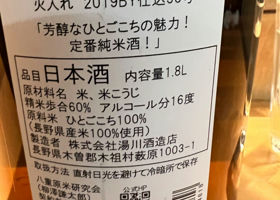 火入れ 2019BY仕込
「芳醇なひとごこちの魅力！
定番純米酒！」
品目 日本酒 内容量1.8L
原材料名 米、米こうじ
精米歩合60% アルコール分16度
原料米 ひとごこち100%
(長野県産米100%使用)
製造者 株式会社湯川酒造店
長野県木曽郡木祖村薮原1003-1
取扱方法 直射日光を避けて冷暗所で保存
八重原米研究会
公式HP